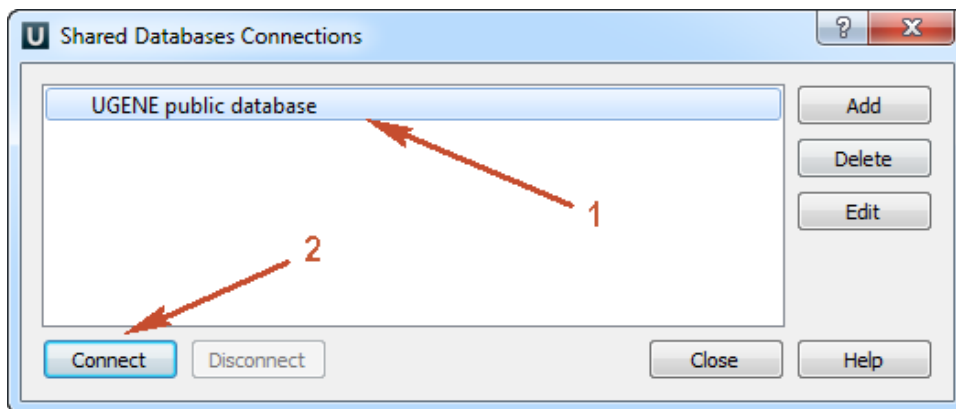 U Shared Databases Connections ? X
UGENE public database
Add
Delete
Edit
1
2
Connect
Disconnect
Close
Help